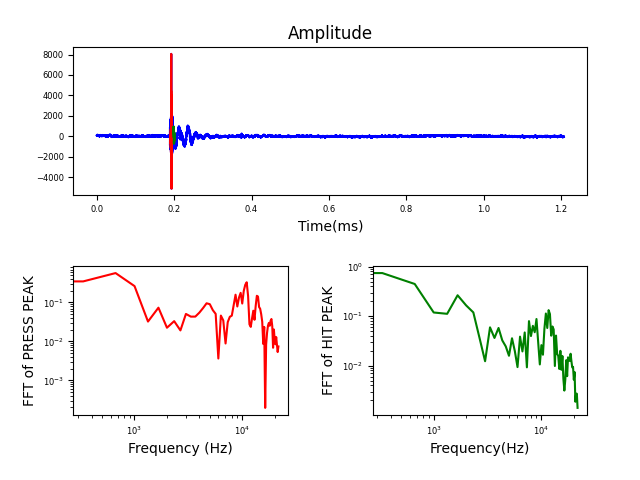 Amplitude
8000
6000
4000
2000
0
−2000
−4000
0.0 0.2 0.4 0.6 0.8 1.0 1.2
Time(ms)
FFT of PRESS PEAK
10⁻¹
10⁻²
10⁻³
10³ 10⁴
Frequency (Hz)
FFT of HIT PEAK
10⁰
10⁻¹
10⁻²
10³ 10⁴
Frequency(Hz)